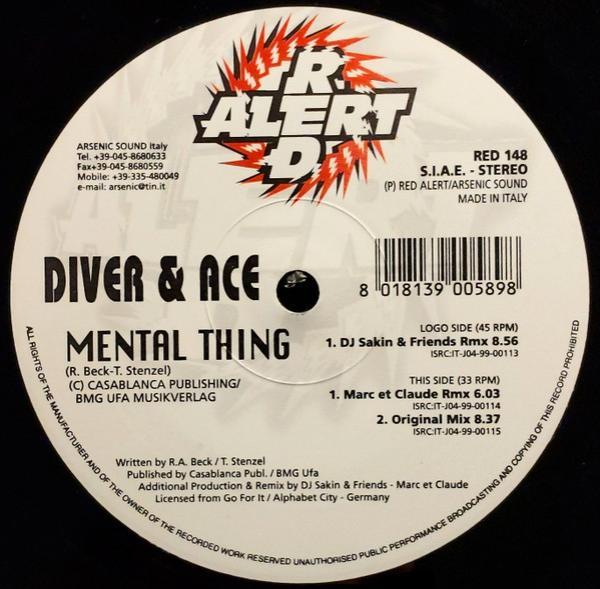 RED
ALERT
ARSENIC SOUND Italy
Tel. +39-045-8680633
Fax+39-045-8680559
Mobile: +39-335-480049
e-mail: arsenic@tin.it
RED 148
S.I.A.E. - STEREO
(P) RED ALERT/ARSENIC SOUND
MADE IN ITALY
DIVER & ACE
8 018139 005898
MENTAL THING
(R. Beck-T. Stenzel)
(C) CASABLANCA PUBLISHING/
BMG UFA MUSIKVERLAG
LOGO SIDE (45 RPM)
1. DJ Sakin & Friends Rmx 8.56
ISRC:IT-J04-99-00113
THIS SIDE (33 RPM)
1. Marc et Claude Rmx 6.03
ISRC:IT-J04-99-00114
2. Original Mix 8.37
ISRC:IT-J04-99-00115
Written by R.A. Beck / T. Stenzel
Published by Casablanca Publ. / BMG Ufa
Additional Production & Remix by DJ Sakin & Friends - Marc et Claude
Licensed from Go For It / Alphabet City - Germany
ALL RIGHTS OF THE MANUFACTURER AND OF THE OWNER OF THE RECORDED WORK RESERVED UNAUTHORISED PUBLIC PERFORMANCE BROADCASTING AND COPYING OF THIS RECORD PROHIBITED